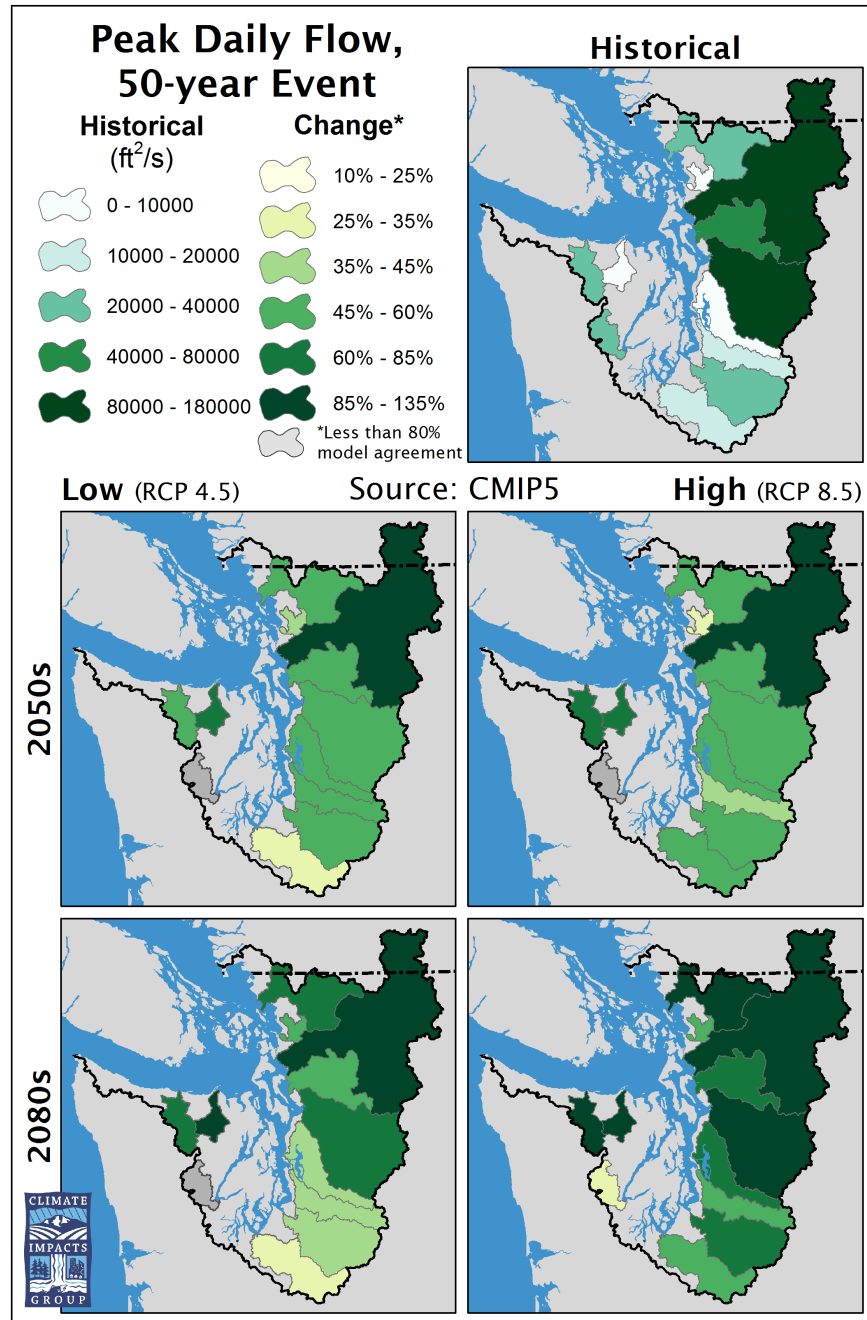 Peak Daily Flow,
50-year Event
Historical
(ft²/s)
0 - 10000
10000 - 20000
20000 - 40000
40000 - 80000
80000 - 180000
Change*
10% - 25%
25% - 35%
35% - 45%
45% - 60%
60% - 85%
85% - 135%
*Less than 80%
model agreement
Historical
Low (RCP 4.5)
Source: CMIP5
High (RCP 8.5)
2050s
2080s
CLIMATE
IMPACTS
GROUP